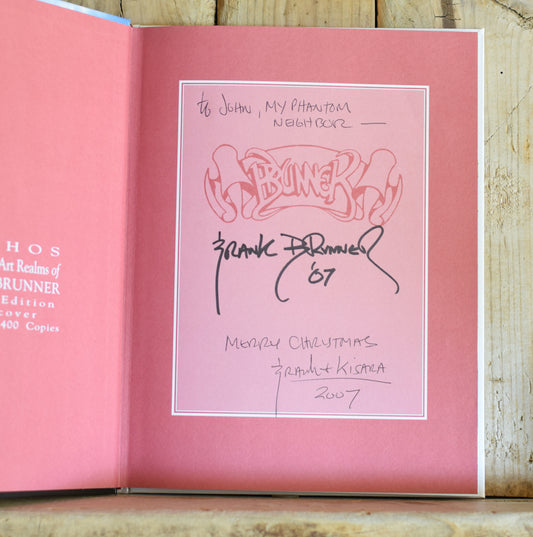 HOS
Art Realms of
BRUNNER
Edition
cover
400 Copies
to JOHN, MY PHANTOM
NEIGHBOR —
BRUNNER
FRANK BRUNNER
'07
MERRY CHRISTMAS
Frank + KISARA
2007